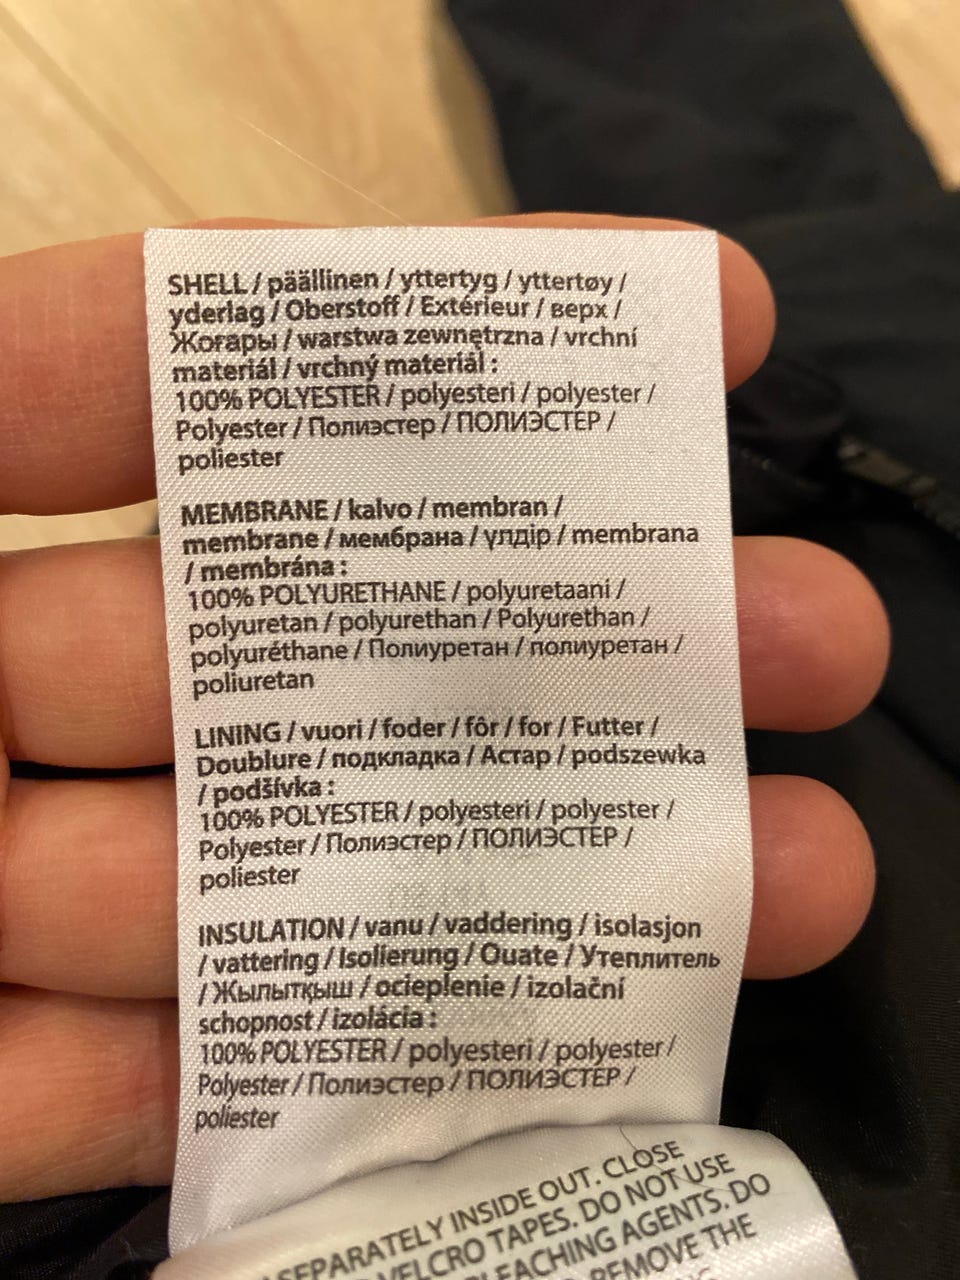 SHELL / päällinen / yttertyg / yttertøy /
yderlag / Oberstoff / Extérieur / верх /
Жоғары / warstwa zewnętrzna / vrchní
materiál / vrchný materiál :
100% POLYESTER / polyesteri / polyester /
Polyester / Полиэстер / ПОЛИЭСТЕР /
poliester
MEMBRANE / kalvo / membran /
membrane / мембрана / үлдір / membrana
/ membrána :
100% POLYURETHANE / polyuretaani /
polyuretan / polyurethan / Polyurethan /
polyuréthane / Полиуретан / полиуретан /
poliuretan
LINING / vuori / foder / fôr / for / Futter /
Doublure / подкладка / Астар / podszewka
/ podšívka :
100% POLYESTER / polyesteri / polyester /
Polyester / Полиэстер / ПОЛИЭСТЕР /
poliester
INSULATION / vanu / vaddering / isolasjon
/ vattering / Isolierung / Ouate / Утеплитель
/ Жылытқыш / ocieplenie / izolační
schopnost / izolácia :
100% POLYESTER / polyesteri / polyester /
Polyester / Полиэстер / ПОЛИЭСТЕР /
poliester
SEPARATELY INSIDE OUT. CLOSE
VELCRO TAPES. DO NOT USE
BLEACHING AGENTS. DO
REMOVE THE